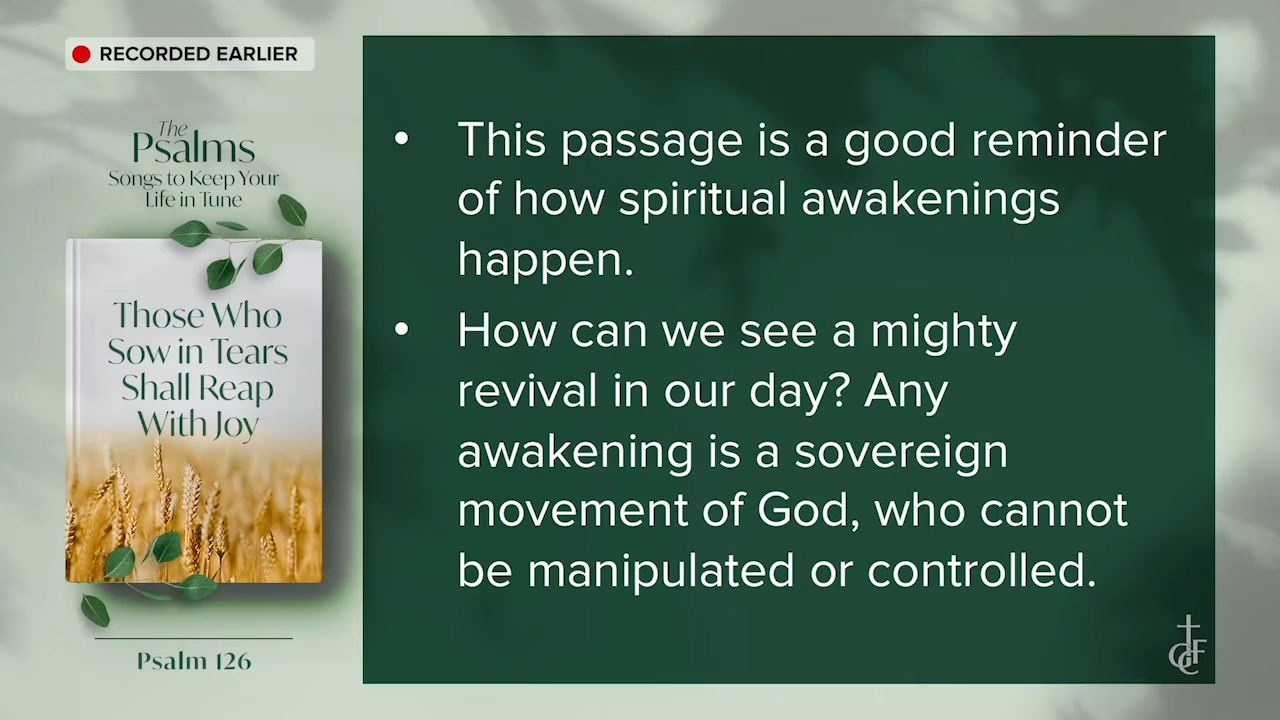 RECORDED EARLIER
The
Psalms
Songs to Keep Your
Life in Tune
Those Who
Sow in Tears
Shall Reap
With Joy
Psalm 126
• This passage is a good reminder
of how spiritual awakenings
happen.
• How can we see a mighty
revival in our day? Any
awakening is a sovereign
movement of God, who cannot
be manipulated or controlled.
GCF